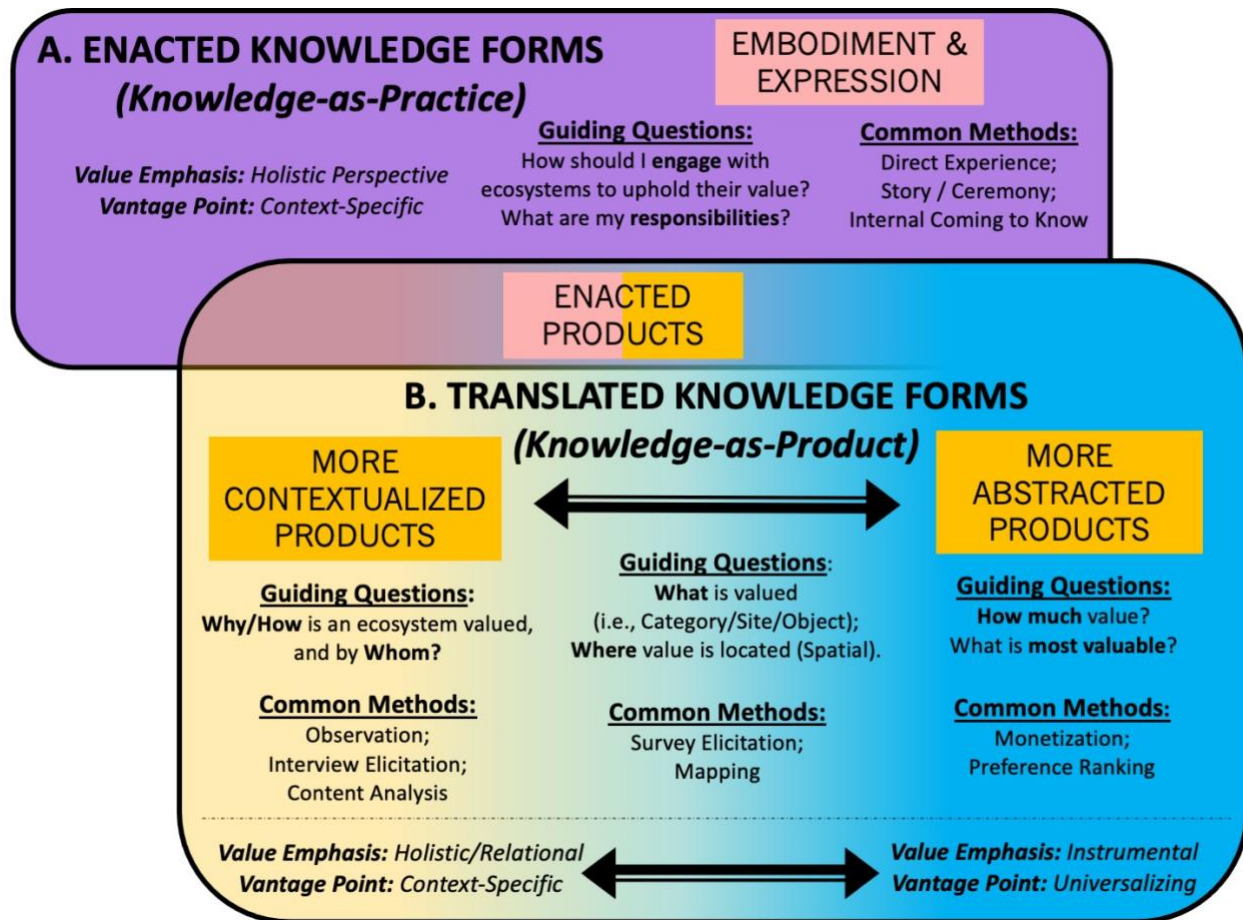 A. ENACTED KNOWLEDGE FORMS
(Knowledge-as-Practice)
Value Emphasis: Holistic Perspective
Vantage Point: Context-Specific
EMBODIMENT &
EXPRESSION
Guiding Questions:
How should I engage with
ecosystems to uphold their value?
What are my responsibilities?
Common Methods:
Direct Experience;
Story / Ceremony;
Internal Coming to Know
ENACTED
PRODUCTS
B. TRANSLATED KNOWLEDGE FORMS
(Knowledge-as-Product)
MORE
CONTEXTUALIZED
PRODUCTS
Guiding Questions:
Why/How is an ecosystem valued,
and by Whom?
Common Methods:
Observation;
Interview Elicitation;
Content Analysis
Guiding Questions:
What is valued
(i.e., Category/Site/Object);
Where value is located (Spatial).
Common Methods:
Survey Elicitation;
Mapping
MORE
ABSTRACTED
PRODUCTS
Guiding Questions:
How much value?
What is most valuable?
Common Methods:
Monetization;
Preference Ranking
Value Emphasis: Holistic/Relational
Vantage Point: Context-Specific
Value Emphasis: Instrumental
Vantage Point: Universalizing